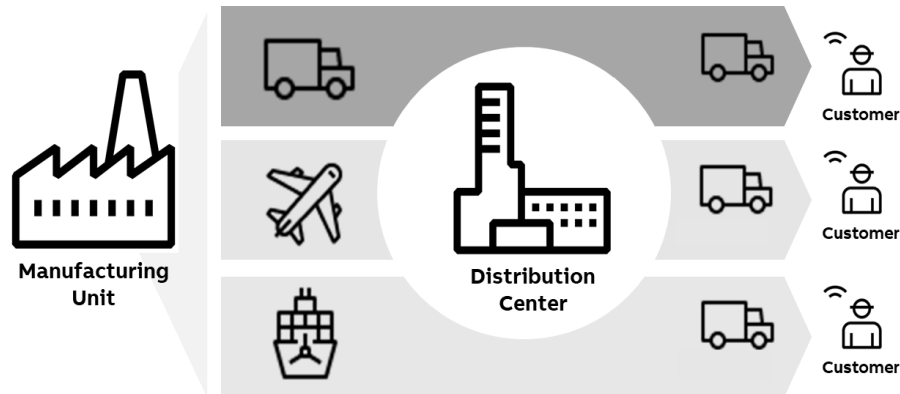 Manufacturing
Unit
Distribution
Center
Customer
Customer
Customer